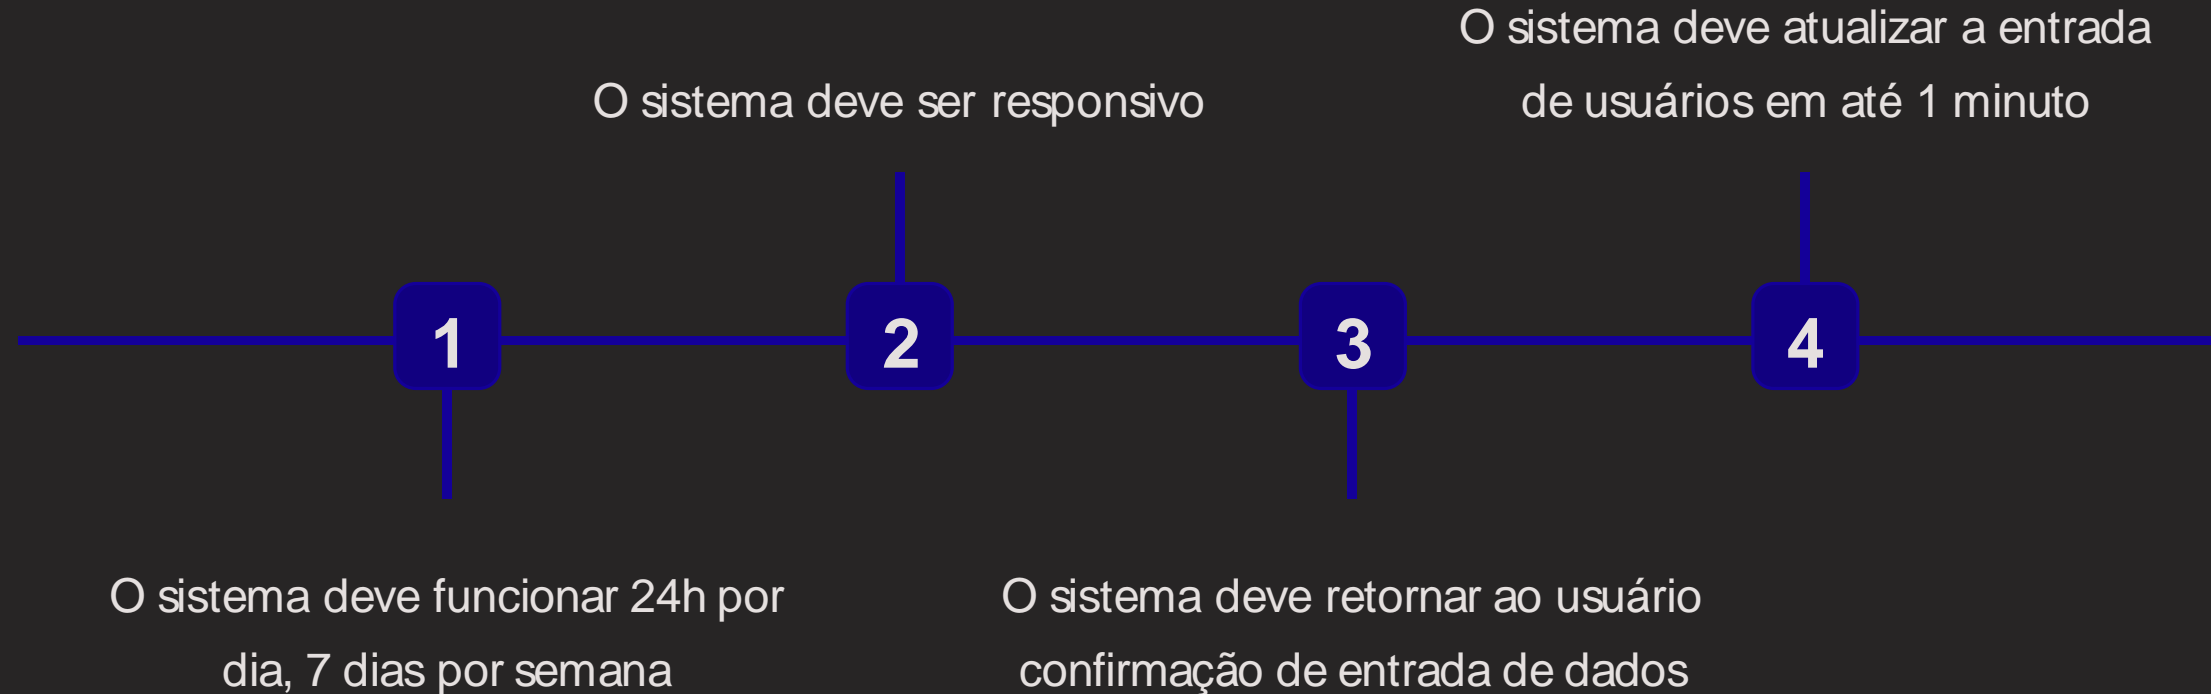 O sistema deve atualizar a entrada
de usuários em até 1 minuto
O sistema deve ser responsivo
1
2
3
4
O sistema deve funcionar 24h por
dia, 7 dias por semana
O sistema deve retornar ao usuário
confirmação de entrada de dados